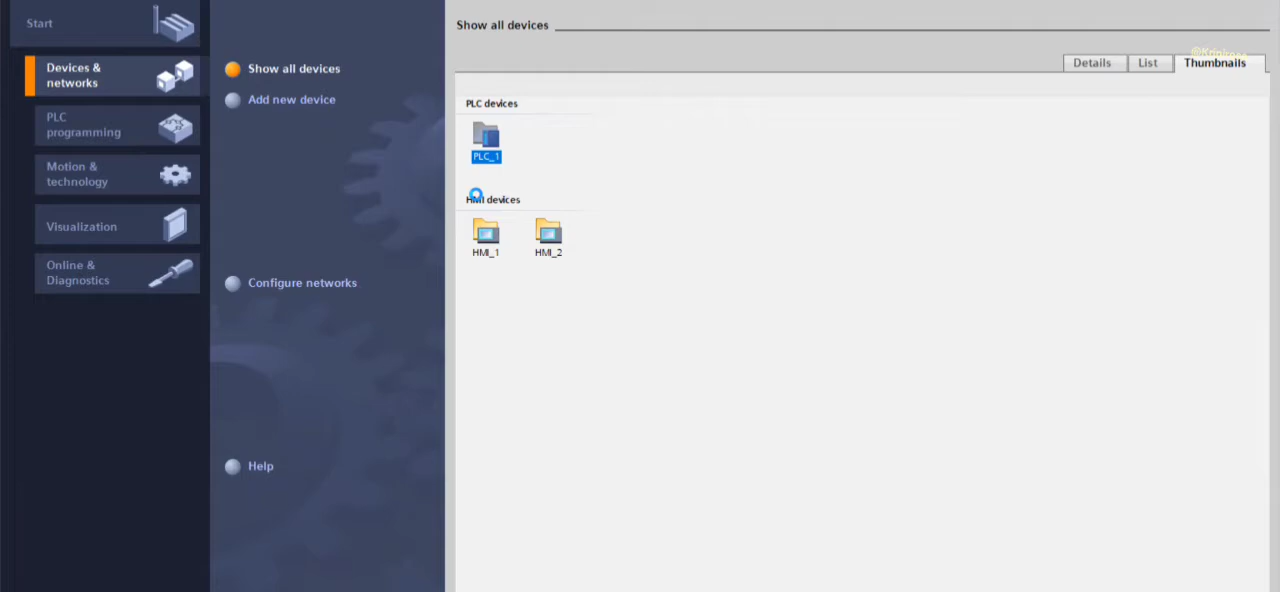 Start
Devices &
networks
PLC
programming
Motion &
technology
Visualization
Online &
Diagnostics
Show all devices
Add new device
Configure networks
Help
Show all devices
Details
List
Thumbnails
PLC devices
PLC_1
HMI devices
HMI_1
HMI_2